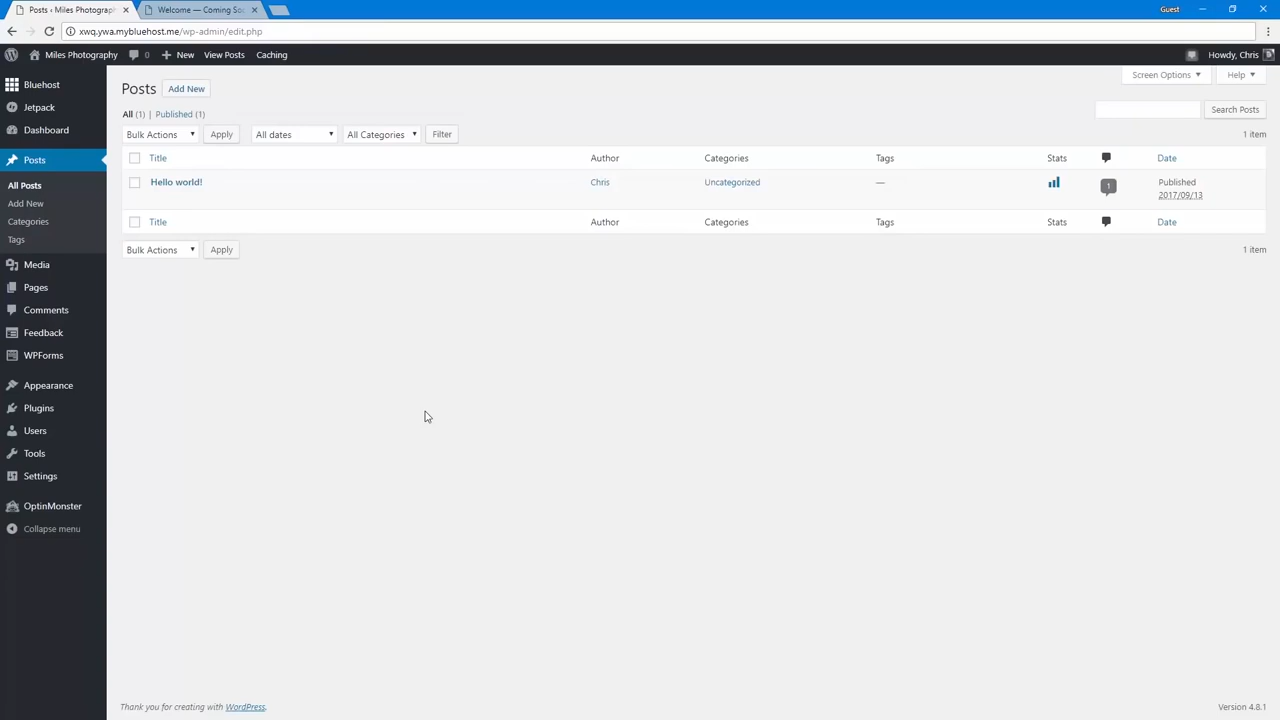 Posts ‹ Miles Photograp
Welcome — Coming Soo
Guest
xwq.ywa.mybluehost.me/wp-admin/edit.php
Miles Photography 0 New View Posts Caching
Howdy, Chris
Bluehost
Jetpack
Dashboard
Posts
All Posts
Add New
Categories
Tags
Media
Pages
Comments
Feedback
WPForms
Appearance
Plugins
Users
Tools
Settings
OptinMonster
Collapse menu
Screen Options ▼ Help ▼
Posts Add New
All (1) | Published (1)
Search Posts
Bulk Actions Apply All dates All Categories Filter
1 item
Title Author Categories Tags Stats Date
Hello world! Chris Uncategorized — 1 Published
2017/09/13
Title Author Categories Tags Stats Date
Bulk Actions Apply
1 item
Thank you for creating with WordPress.
Version 4.8.1